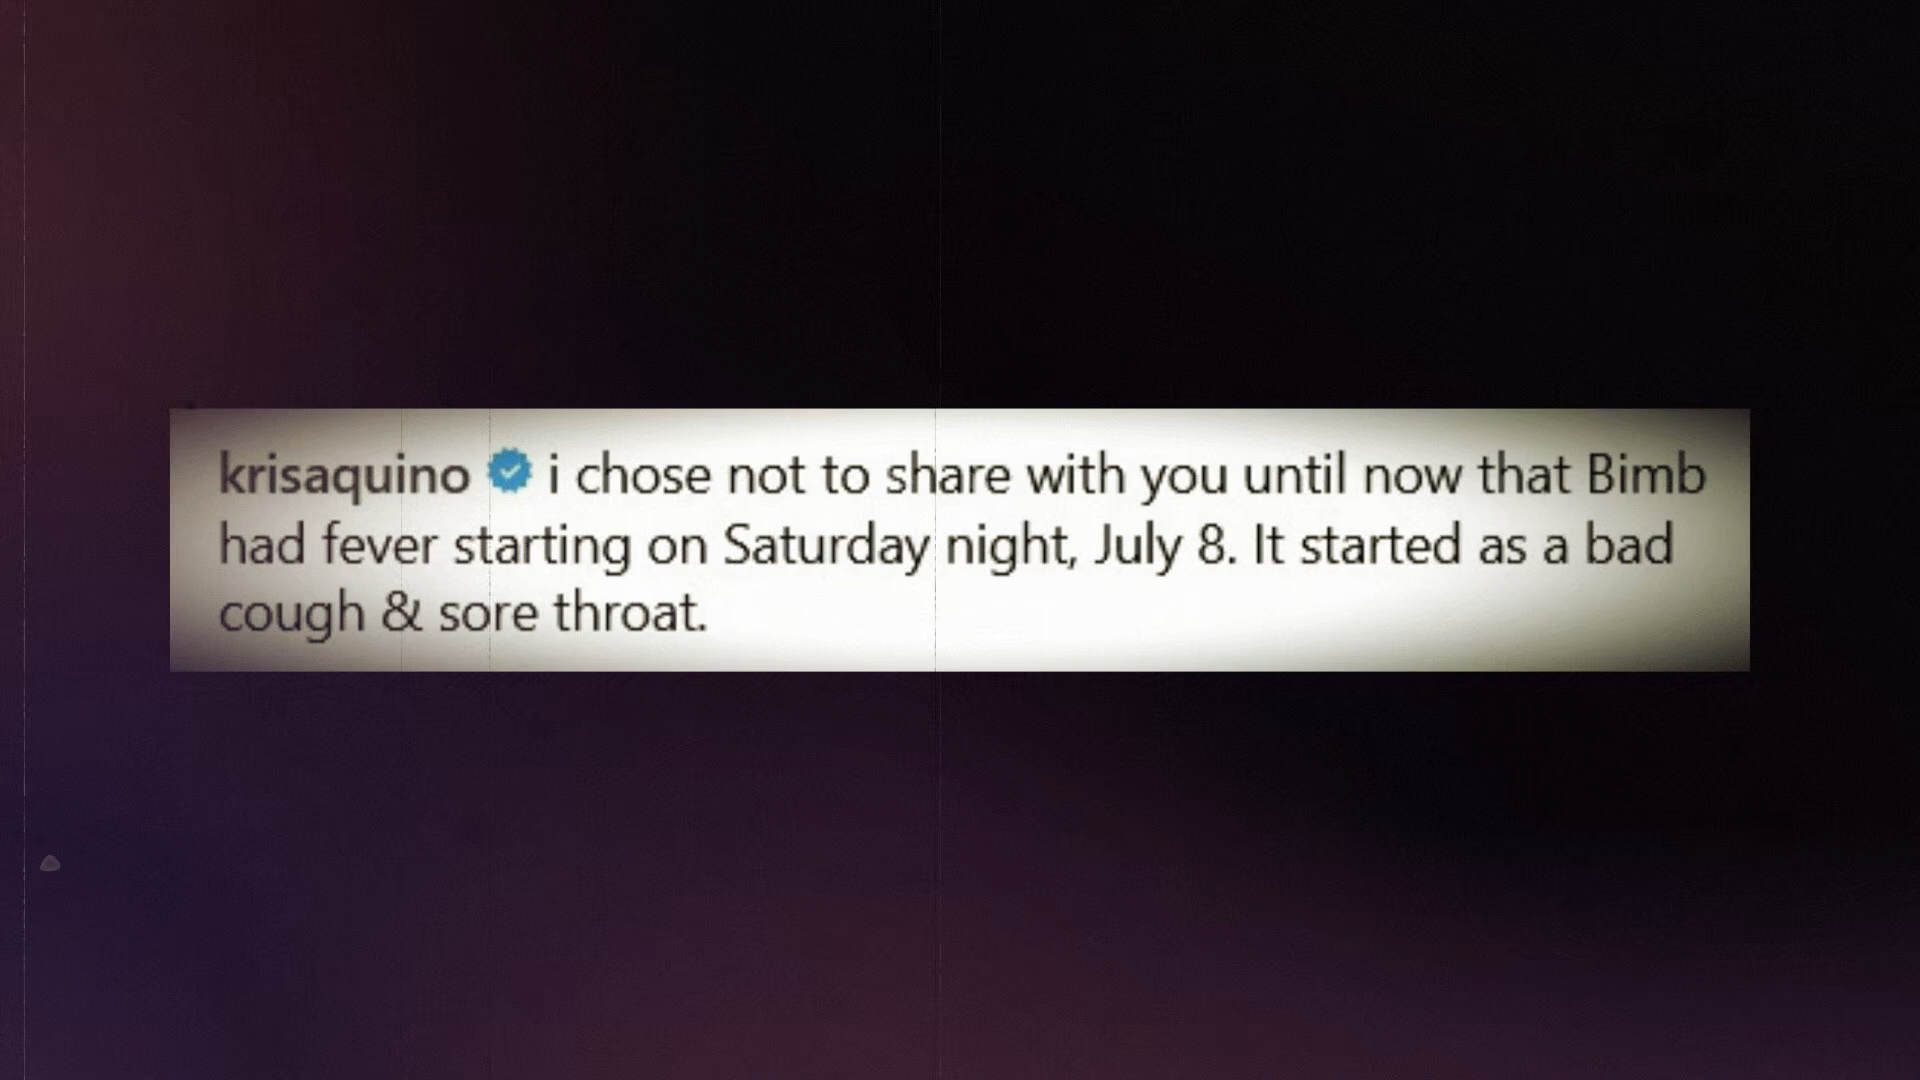 krisaquino i chose not to share with you until now that Bimb
had fever starting on Saturday night, July 8. It started as a bad
cough & sore throat.